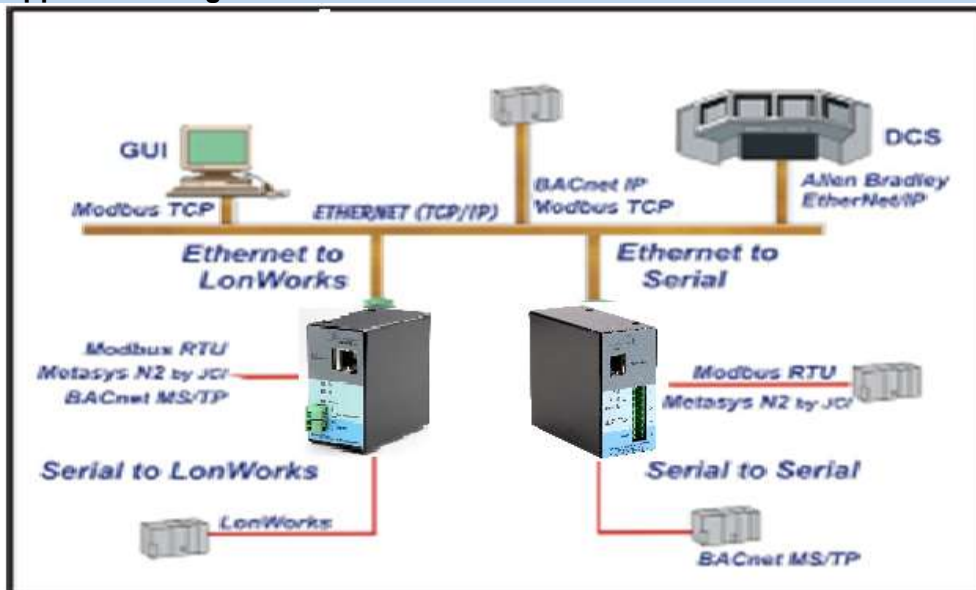 GUI
Modbus TCP
ETHERNET (TCP/IP)
BACnet IP
Modbus TCP
DCS
Allen Bradley
EtherNet/IP
Ethernet to
LonWorks
Ethernet to
Serial
Modbus RTU
Metasys N2 by JCI
BACnet MS/TP
Modbus RTU
Metasys N2 by JCI
Serial to LonWorks
Serial to Serial
LonWorks
BACnet MS/TP